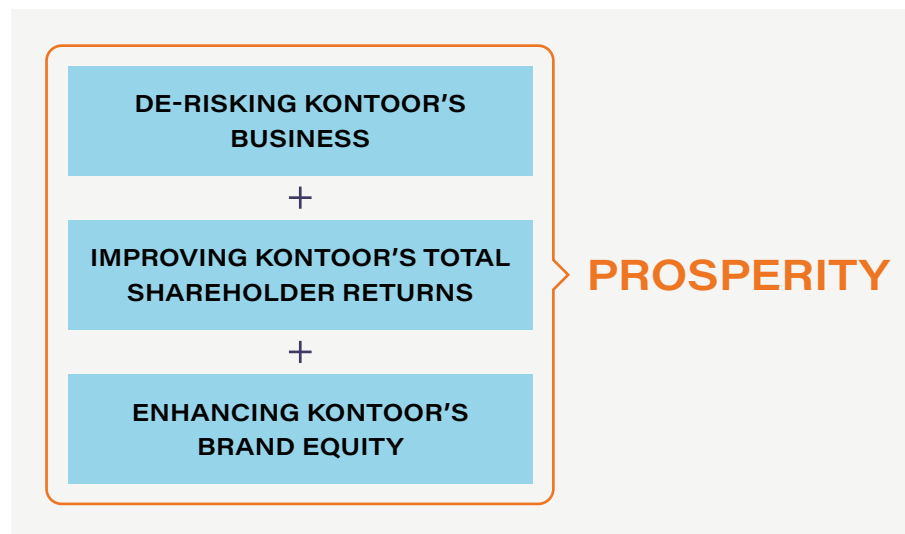 DE-RISKING KONTOOR'S
BUSINESS
+
IMPROVING KONTOOR'S TOTAL
SHAREHOLDER RETURNS
+
ENHANCING KONTOOR'S
BRAND EQUITY
PROSPERITY